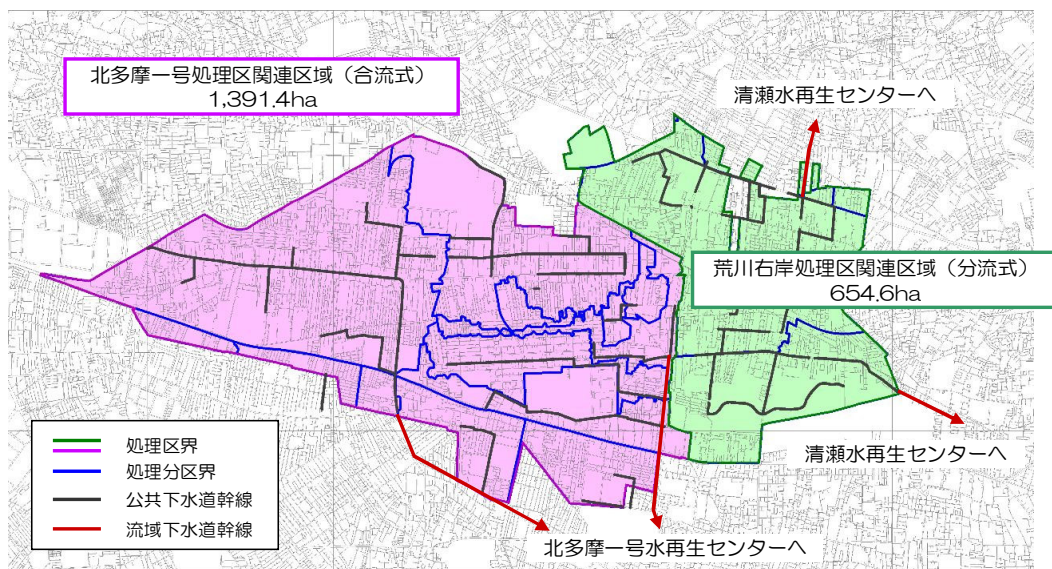 北多摩一号処理区関連区域（合流式）
1,391.4ha
清瀬水再生センターへ
荒川右岸処理区関連区域（分流式）
654.6ha
処理区界
処理分区界
公共下水道幹線
流域下水道幹線
清瀬水再生センターへ
北多摩一号水再生センターへ